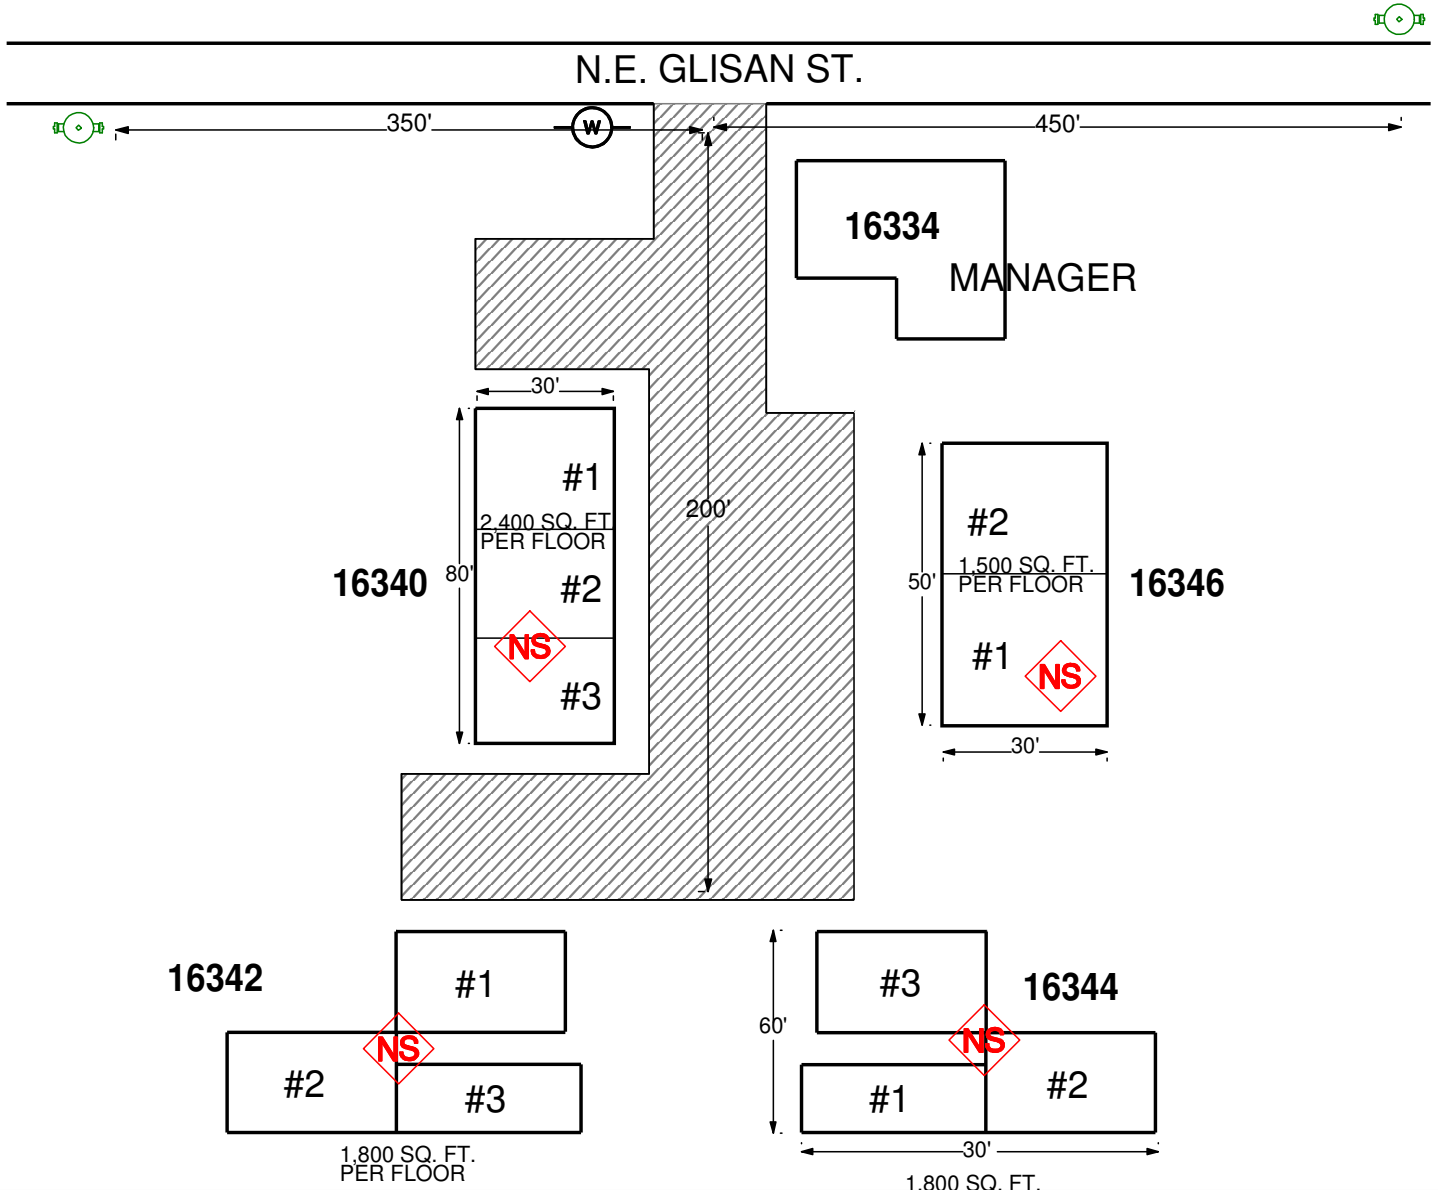 N.E. GLISAN ST.
350'
W
450'
16334
MANAGER
30'
#1
2,400 SQ. FT.
PER FLOOR
200'
#2
1,500 SQ. FT.
PER FLOOR
16340
80'
#2
50'
16346
NS
#3
#1
NS
30'
16342
#1
#3
16344
60'
NS
NS
#2
#3
#1
#2
1,800 SQ. FT.
PER FLOOR
30'
1,800 SQ. FT.